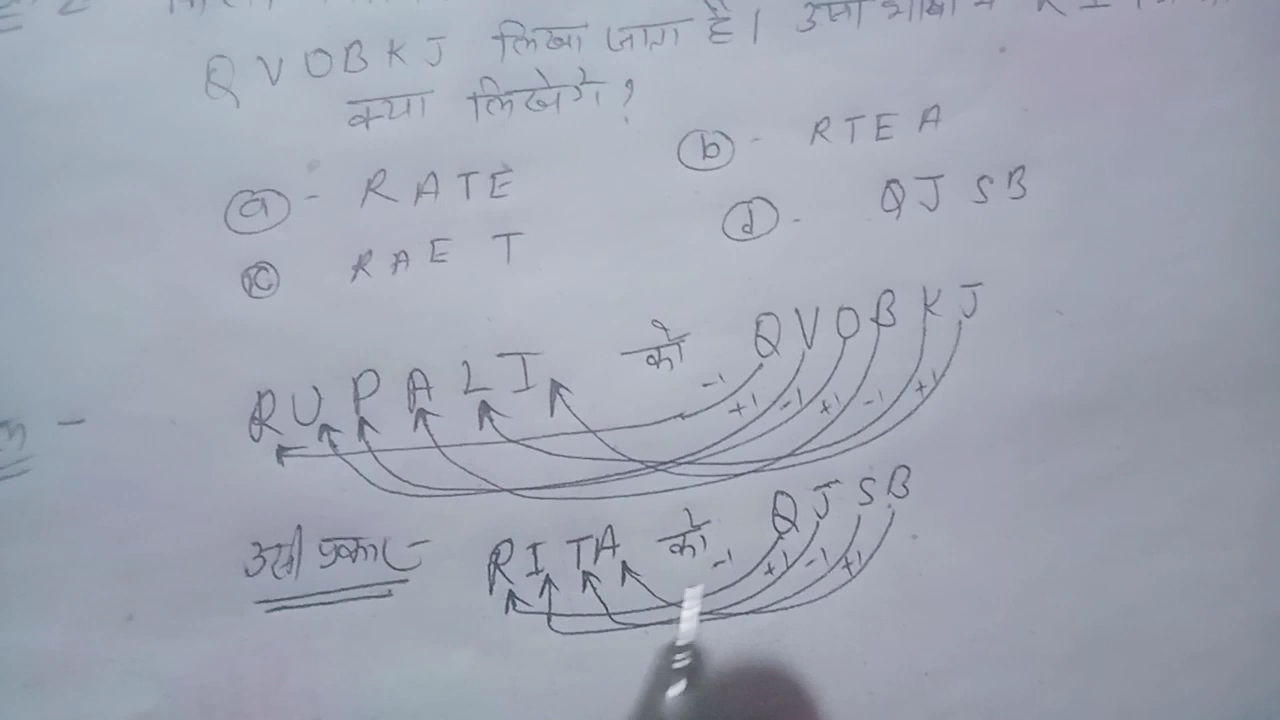 QVOBKJ लिखा जाता है। उसी भाषा में
क्या लिखेगे?
(a) - RATE (b) - RTEA
(c) RAET (d) - QJSB
RUPALI को QVOBKJ
-1 +1 -1 +1 -1 +1
उसी प्रकार - RITA को QJSB
-1 +1 -1 +1